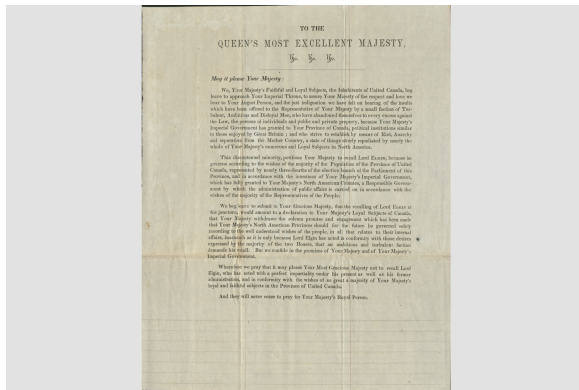 TO THE
QUEEN'S MOST EXCELLENT MAJESTY,
&c. &c. &c.
May it please Your Majesty:
We, Your Majesty's Faithful and Loyal Subjects, the Inhabitants of United Canada, beg
leave to approach Your Imperial Throne, to assure Your Majesty of the respect and love we
bear to Your August Person, and the just indignation we have felt on hearing of the insults
which have been offered to the Representative of Your Majesty by a small faction of Tur-
bulent, Ambitious and Disloyal Men, who have abandoned themselves to every excess against
the Law, the persons of individuals and public and private property, because Your Majesty's
Imperial Government has granted to Your Province of Canada, political institutions similar
to those enjoyed by Great Britain; and who strive to establish by means of Riot, Anarchy
and separation from the Mother Country, a state of things utterly repudiated by nearly the
whole of Your Majesty's numerous and Loyal Subjects in North America.
This discontented minority, petitions Your Majesty to recall Lord ELGIN, because he
governs according to the wishes of the majority of the Population of the Province of United
Canada, represented by nearly three-fourths of the elective branch of the Parliament of this
Province, and in accordance with the intentions of Your Majesty's Imperial Government,
which has fully granted to Your Majesty's North American Colonies, a Responsible Govern-
ment by which the administration of public affairs is carried on in accordance with the
wishes of the majority of the Representatives of the People.
We beg leave to submit to Your Gracious Majesty, that the recalling of Lord ELGIN at
his juncture, would amount to a declaration to Your Majesty's Loyal Subjects of Canada,
that Your Majesty withdraws the solemn promise and engagement which has been made
that Your Majesty's North American Provinces should for the future be governed solely
according to the well understood wishes of the people, in all that relates to their internal
affairs, inasmuch as it is only because Lord Elgin has acted in conformity with those desires
expressed by the majority of the two Houses, that an ambitious and turbulent faction
demands his recall. But we confide in the promises of Your Majesty and of Your Majesty's
Imperial Government.
Wherefore we pray that it may please Your Most Gracious Majesty not to recall Lord
Elgin, who has acted with a perfect impartiality under his present as well as his former
administration, and in conformity with the wishes of so great a majority of Your Majesty's
loyal and faithful subjects in the Province of United Canada.
And they will never cease to pray for Your Majesty's Royal Person.